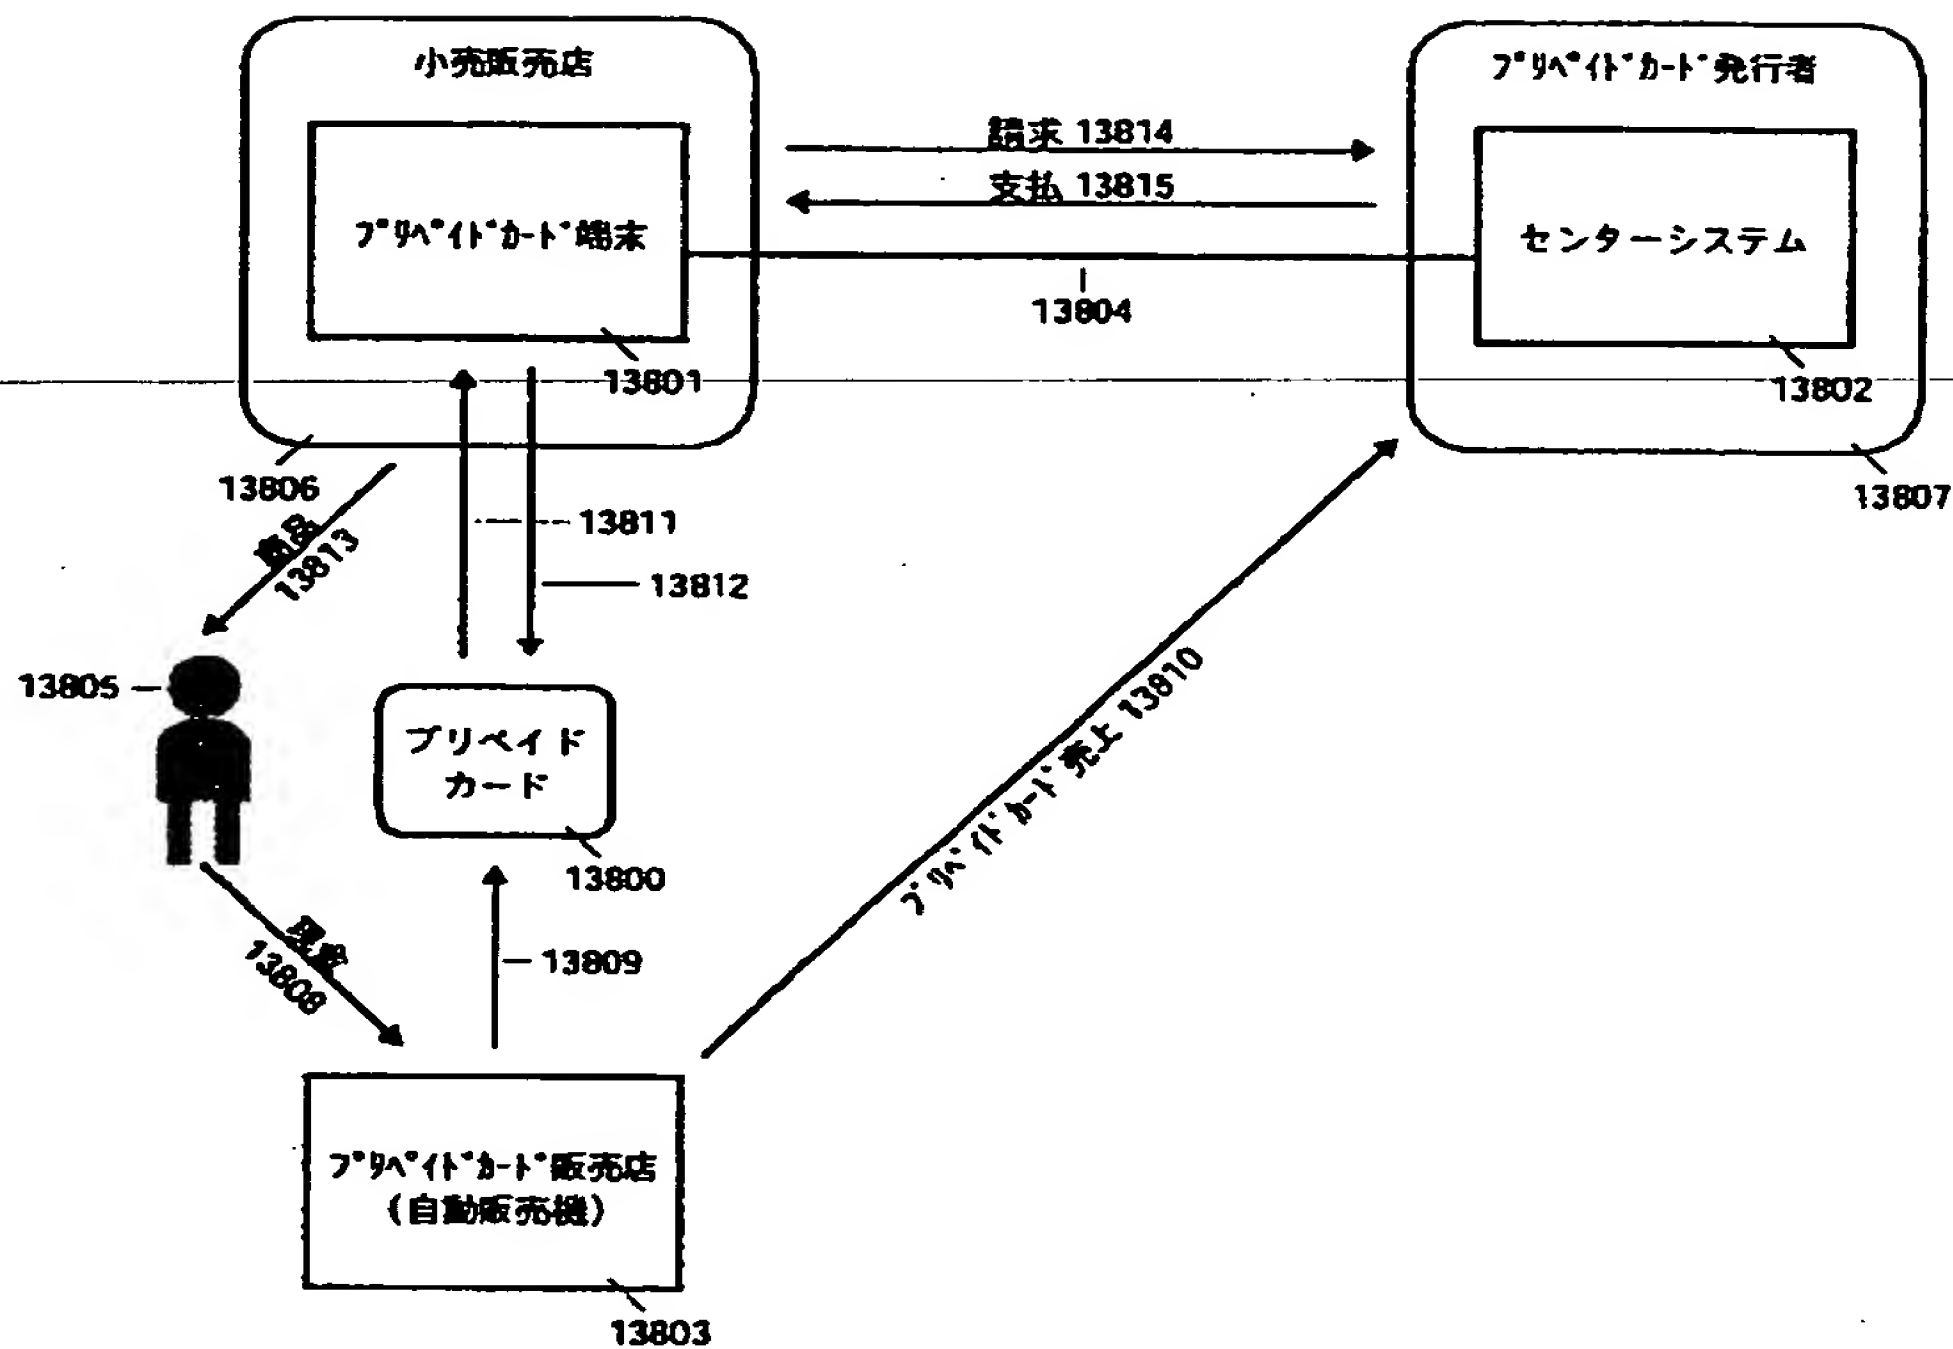 小売販売店
ﾌﾟﾘﾍﾟｲﾄﾞｶｰﾄﾞ発行者
請求 13814
支払 13815
ﾌﾟﾘﾍﾟｲﾄﾞｶｰﾄﾞ端末
センターシステム
13804
13801
13802
13806
13807
商品
13813
13811
13812
13805
プリペイド
カード
13800
ﾌﾟﾘﾍﾟｲﾄﾞｶｰﾄﾞ売上 13810
現金
13808
13809
ﾌﾟﾘﾍﾟｲﾄﾞｶｰﾄﾞ販売店
(自動販売機)
13803